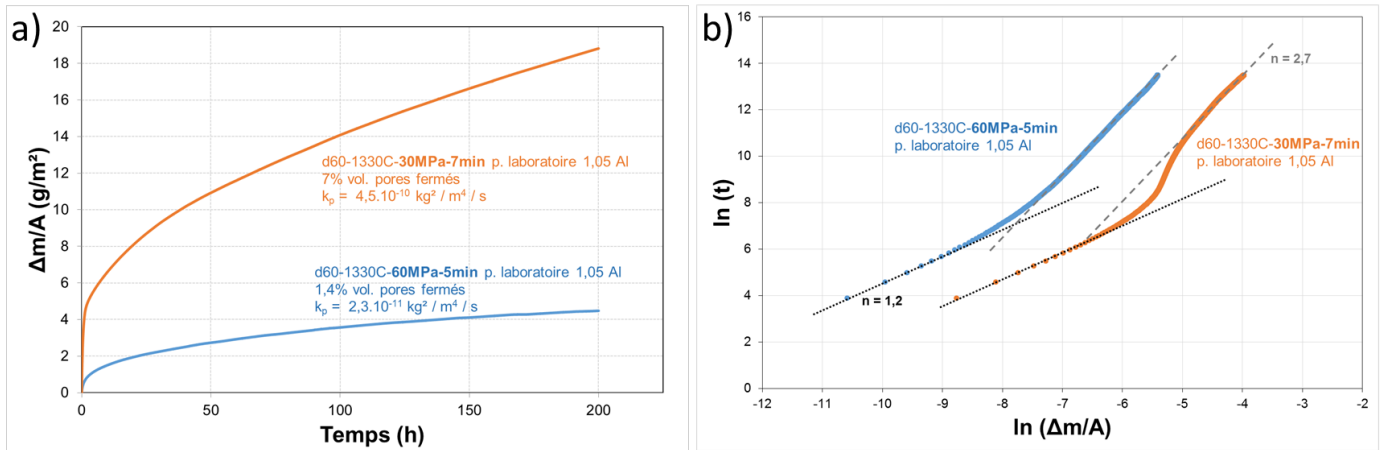 a)
20
18
16
14
12
10
8
6
4
2
0
Δm/A (g/m²)
d60-1330C-30MPa-7min p. laboratoire 1,05 Al
7% vol. pores fermés
kp = 4,5.10-10 kg² / m4 / s
d60-1330C-60MPa-5min p. laboratoire 1,05 Al
1,4% vol. pores fermés
kp = 2,3.10-11 kg² / m4 / s
0 50 100 150 200
Temps (h)
b)
16
14
12
10
8
6
4
2
0
ln (t)
n = 2,7
d60-1330C-60MPa-5min
p. laboratoire 1,05 Al
d60-1330C-30MPa-7min
p. laboratoire 1,05 Al
n = 1,2
-12 -11 -10 -9 -8 -7 -6 -5 -4 -3 -2
ln (Δm/A)